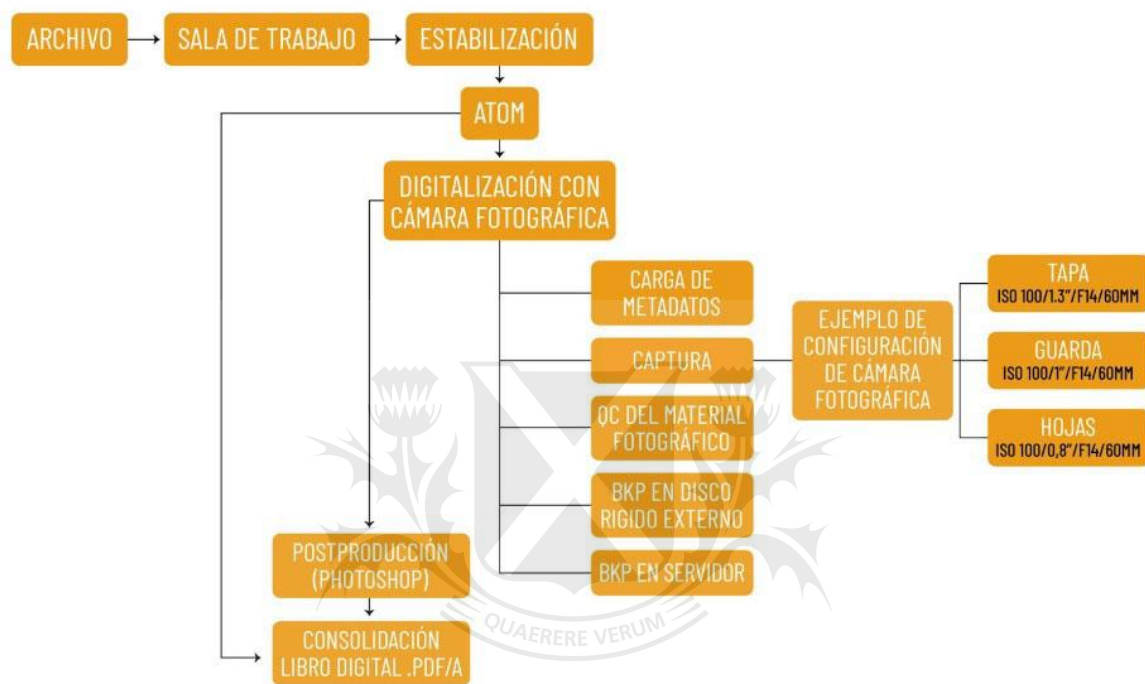 ARCHIVO
SALA DE TRABAJO
ESTABILIZACIÓN
ATOM
DIGITALIZACIÓN CON
CÁMARA FOTOGRÁFICA
CARGA DE
METADATOS
CAPTURA
QC DEL MATERIAL
FOTOGRÁFICO
BKP EN DISCO
RIGIDO EXTERNO
BKP EN SERVIDOR
EJEMPLO DE
CONFIGURACIÓN
DE CÁMARA
FOTOGRÁFICA
TAPA
ISO 100/1.3"/F14/60MM
GUARDA
ISO 100/1"/F14/60MM
HOJAS
ISO 100/0,8"/F14/60MM
POSTPRODUCCIÓN
(PHOTOSHOP)
CONSOLIDACIÓN
LIBRO DIGITAL .PDF/A
QUAERERE VERUM